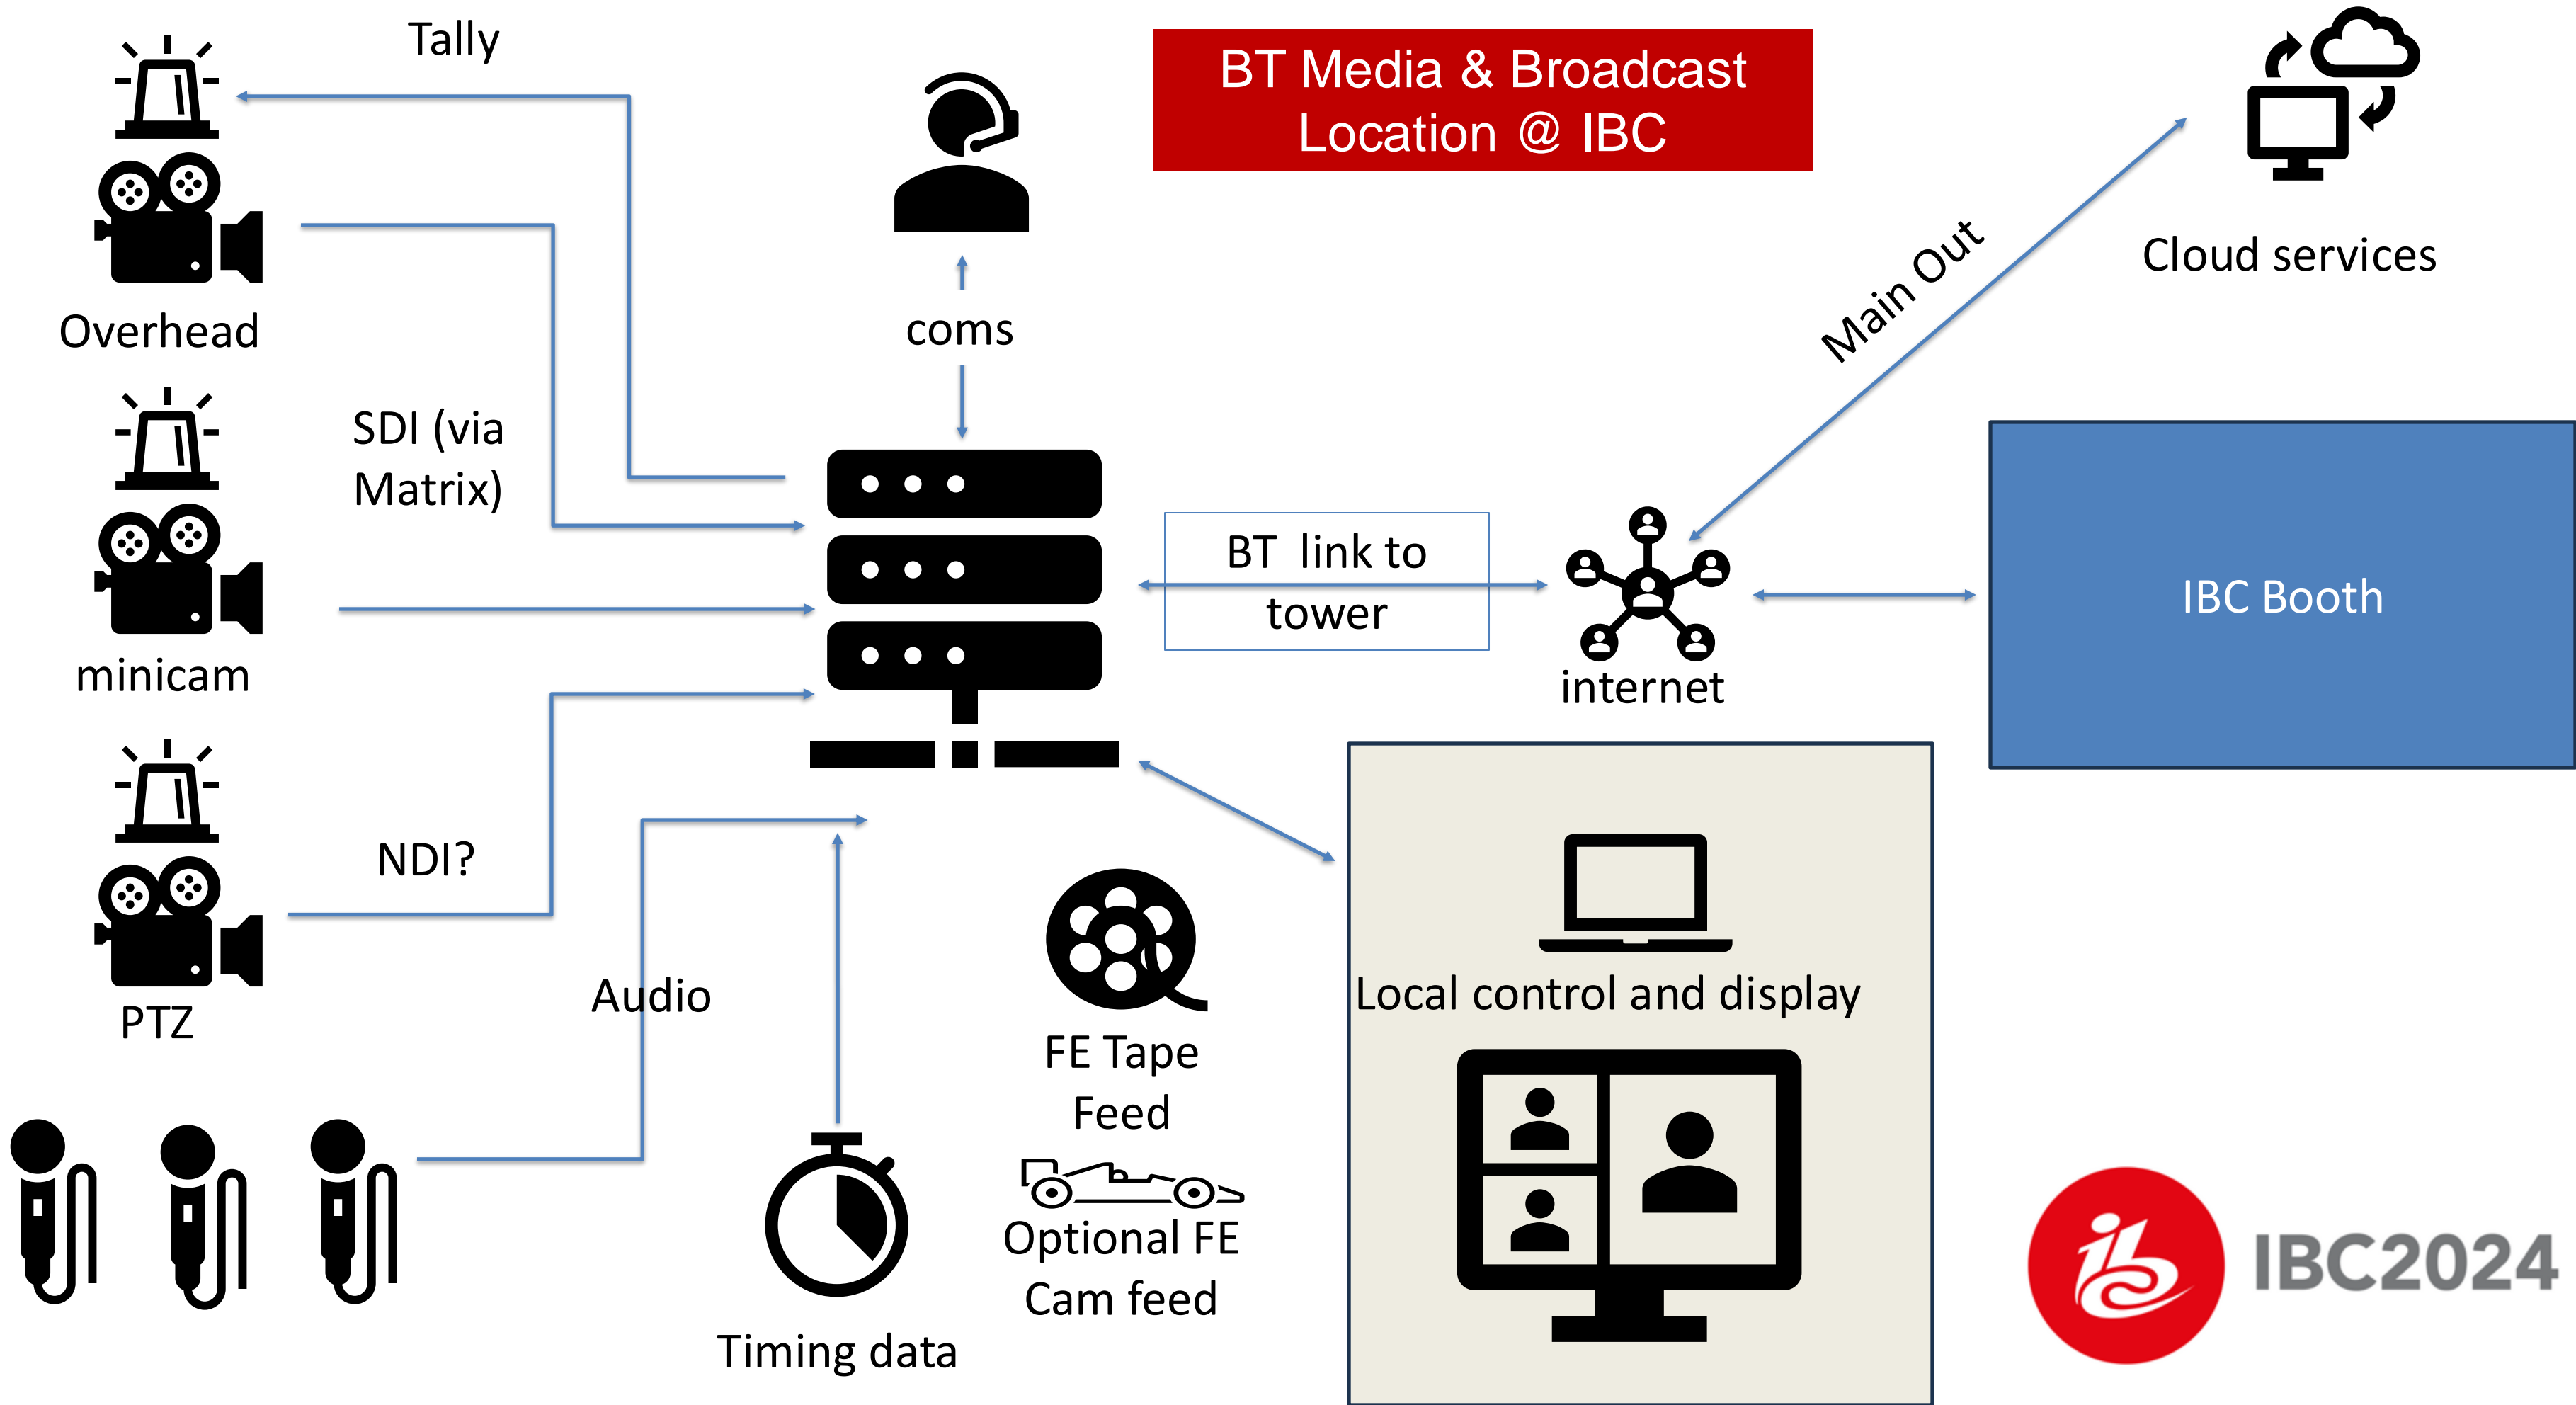 Tally
BT Media & Broadcast
Location @ IBC
Cloud services
Main Out
Overhead
coms
SDI (via
Matrix)
BT  link to
tower
IBC Booth
minicam
internet
NDI?
PTZ
Audio
Local control and display
FE Tape
Feed
Optional FE
Cam feed
Timing data
IBC2024